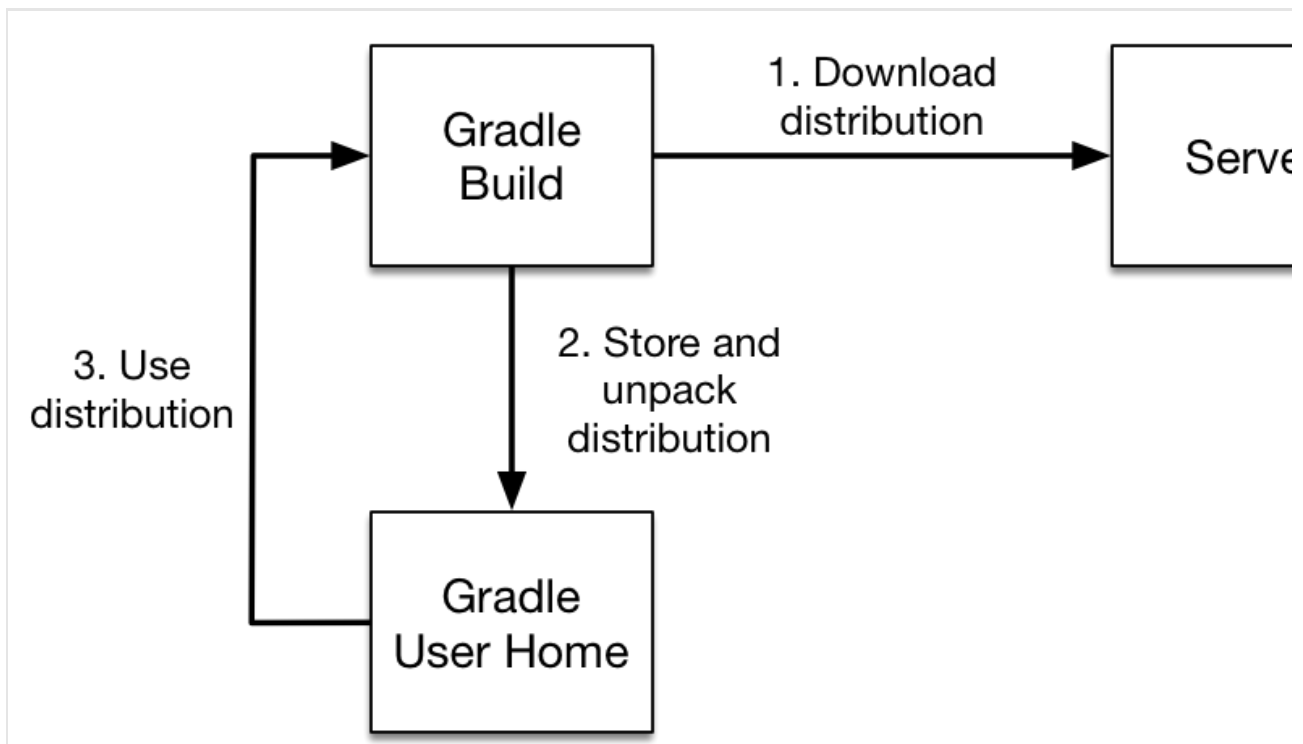 Gradle
Build
1. Download
distribution
2. Store and
unpack
distribution
3. Use
distribution
Gradle
User Home